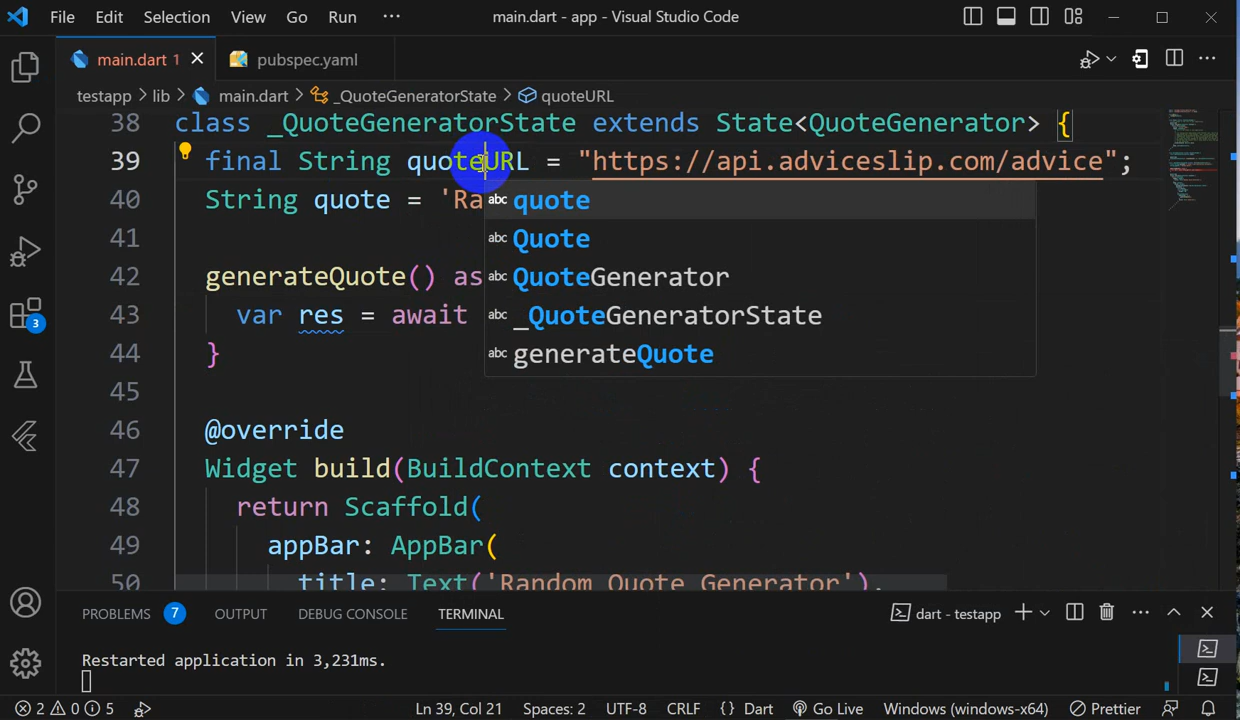 File Edit Selection View Go Run ··· main.dart - app - Visual Studio Code
main.dart 1 pubspec.yaml
testapp > lib > main.dart > _QuoteGeneratorState > quoteURL
38 class _QuoteGeneratorState extends State<QuoteGenerator> {
39 final String quoteURL = "https://api.adviceslip.com/advice";
40 String quote = 'Ra
abc quote
41
abc Quote
42 generateQuote() as
abc QuoteGenerator
43 var res = await
abc _QuoteGeneratorState
44 }
abc generateQuote
45
46 @override
47 Widget build(BuildContext context) {
48 return Scaffold(
49 appBar: AppBar(
50 title: Text('Random Quote Generator'),
PROBLEMS 7 OUTPUT DEBUG CONSOLE TERMINAL dart - testapp
Restarted application in 3,231ms.
3
2 0 5 Ln 39, Col 21 Spaces: 2 UTF-8 CRLF {} Dart Go Live Windows (windows-x64) Prettier